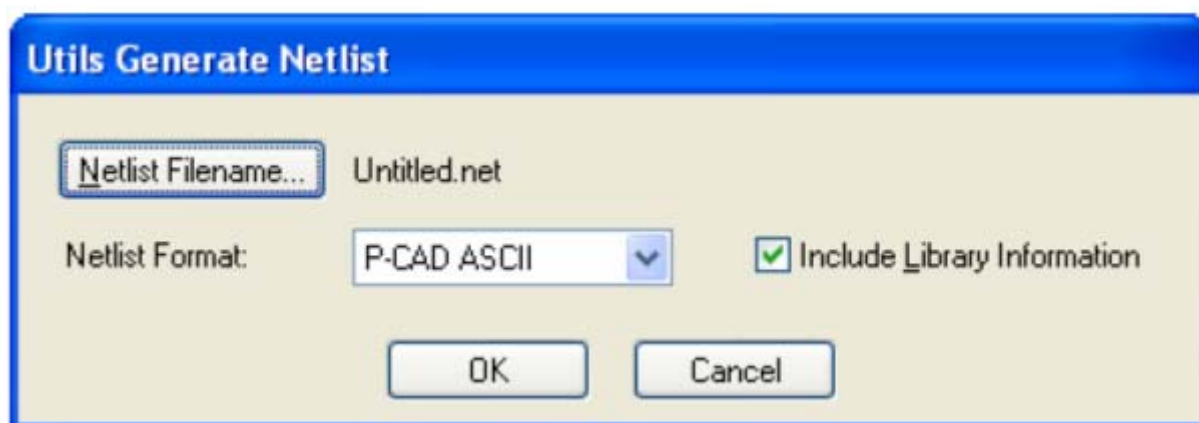 Utils Generate Netlist
Netlist Filename... Untitled.net
Netlist Format: P-CAD ASCII Include Library Information
OK Cancel